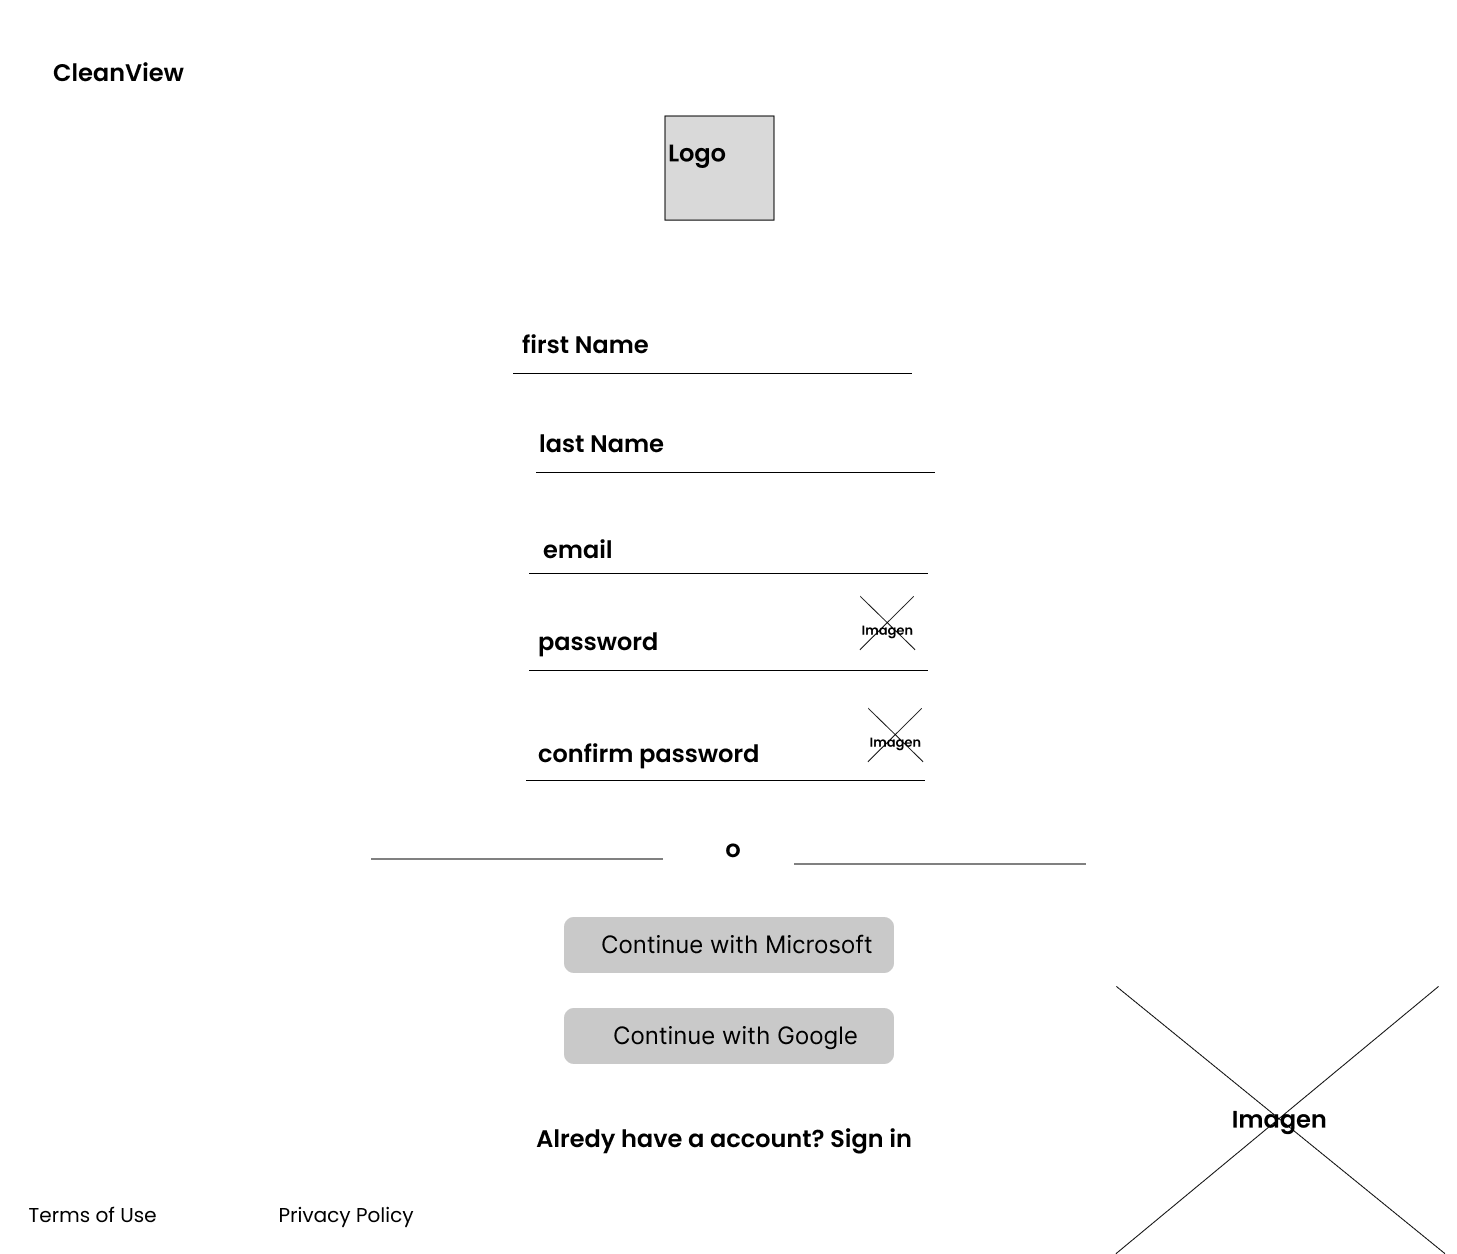 CleanView
Logo
first Name
last Name
email
Imagen
password
Imagen
confirm password
o
Continue with Microsoft
Continue with Google
Imagen
Alredy have a account? Sign in
Terms of Use
Privacy Policy